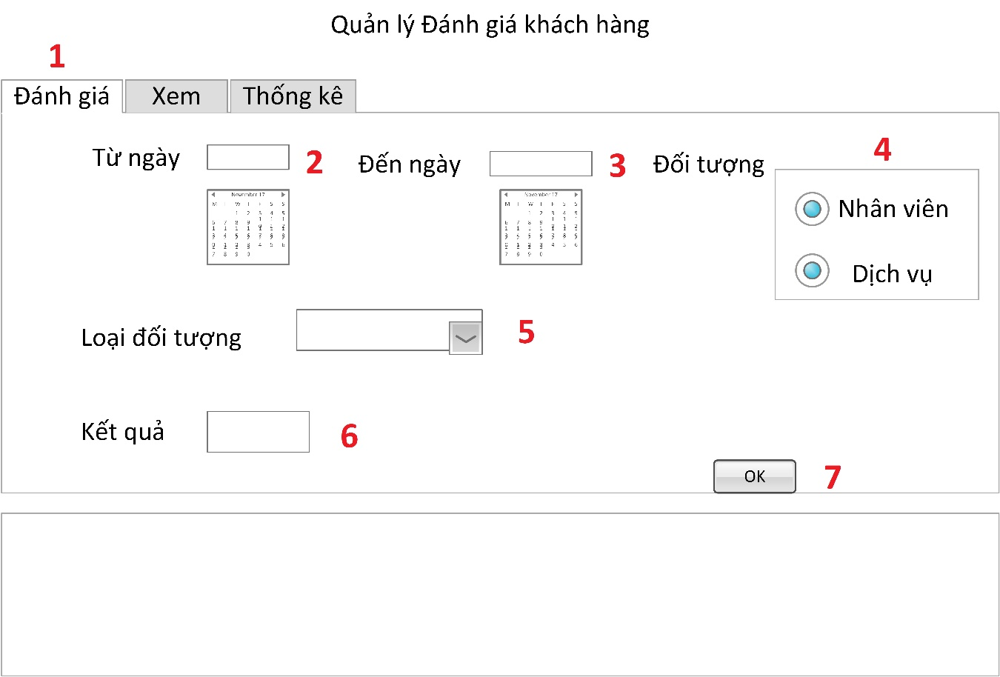 Quản lý Đánh giá khách hàng
1
Đánh giá Xem Thống kê
Từ ngày 2 Đến ngày 3 Đối tượng 4
November 17 November 17
Nhân viên
Dịch vụ
Loại đối tượng 5
Kết quả 6
OK 7